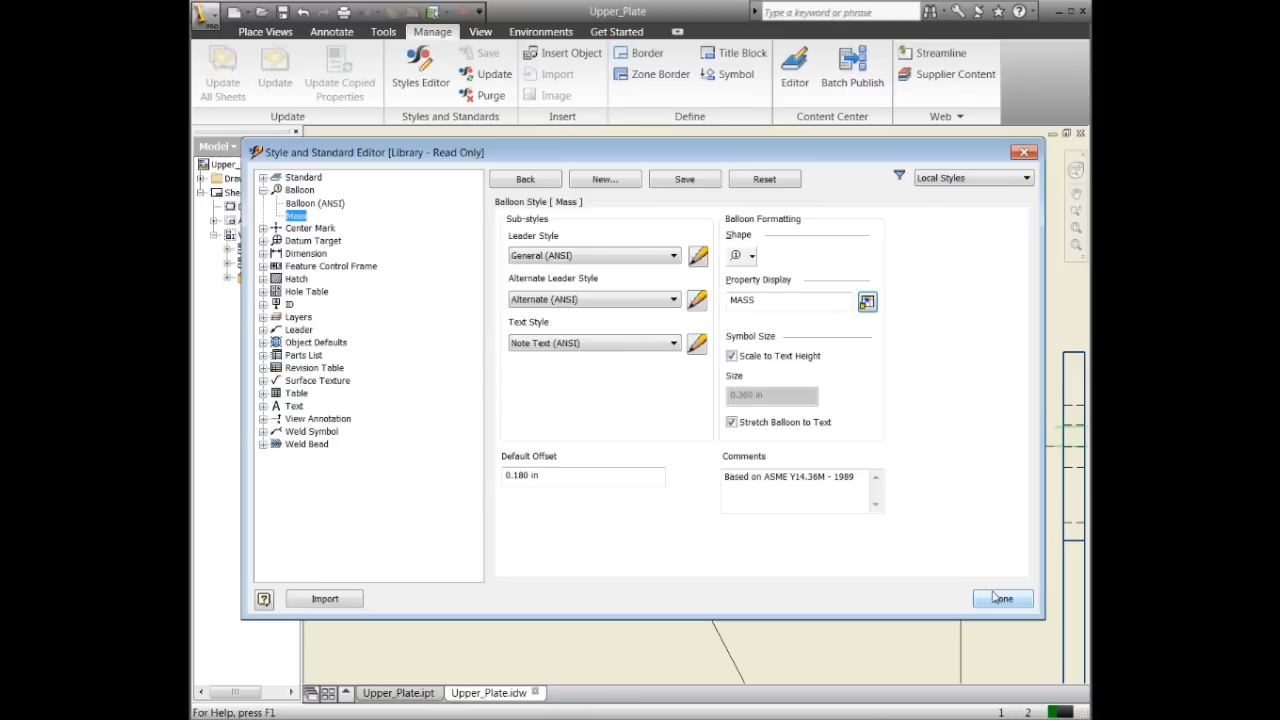 PRO
Upper_Plate
Type a keyword or phrase
Place Views
Annotate
Tools
Manage
View
Environments
Get Started
Update
All Sheets
Update
Update Copied
Properties
Update
Styles Editor
Save
Update
Purge
Styles and Standards
Insert Object
Import
Image
Insert
Border
Zone Border
Title Block
Symbol
Define
Editor
Batch Publish
Content Center
Streamline
Supplier Content
Web
Model
Upper_
Draw
Shee
Style and Standard Editor [Library - Read Only]
Standard
Balloon
Balloon (ANSI)
Mass
Center Mark
Datum Target
Dimension
Feature Control Frame
Hatch
Hole Table
ID
Layers
Leader
Object Defaults
Parts List
Revision Table
Surface Texture
Table
Text
View Annotation
Weld Symbol
Weld Bead
Back
New...
Save
Reset
Local Styles
Balloon Style [ Mass ]
Sub-styles
Leader Style
General (ANSI)
Alternate Leader Style
Alternate (ANSI)
Text Style
Note Text (ANSI)
Balloon Formatting
Shape
Property Display
MASS
Symbol Size
Scale to Text Height
Size
0.360 in
Stretch Balloon to Text
Default Offset
0.180 in
Comments
Based on ASME Y14.36M - 1989
Import
Done
Upper_Plate.ipt
Upper_Plate.idw
For Help, press F1
1
2